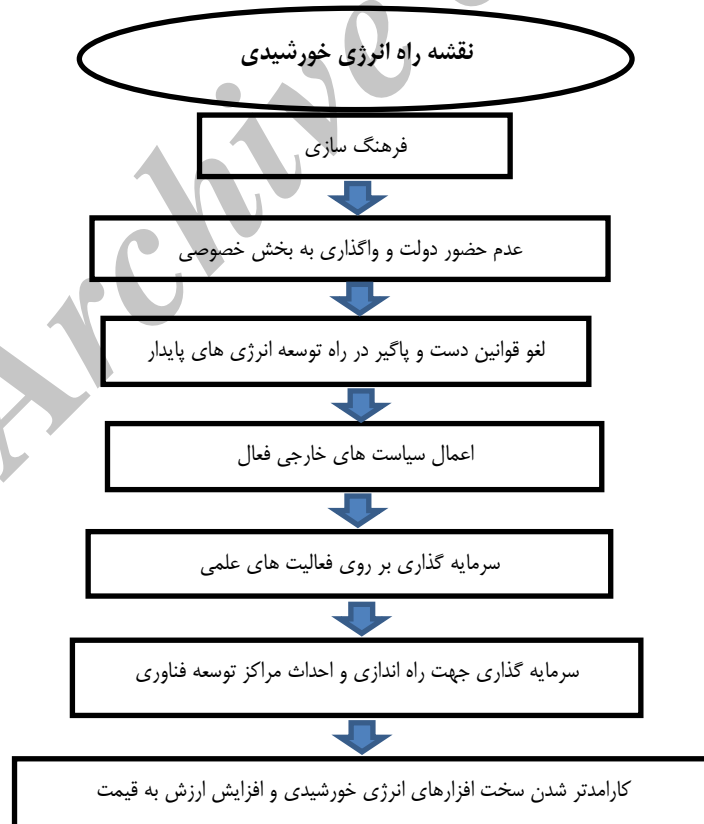 نقشه راه انرژی خورشیدی
فرهنگ سازی
عدم حضور دولت و واگذاری به بخش خصوصی
لغو قوانین دست و پاگیر در راه توسعه انرژی های پایدار
اعمال سیاست های خارجی فعال
سرمایه گذاری بر روی فعالیت های علمی
سرمایه گذاری جهت راه اندازی و احداث مراکز توسعه فناوری
کارامدتر شدن سخت افزارهای انرژی خورشیدی و افزایش ارزش به قیمت
Archive